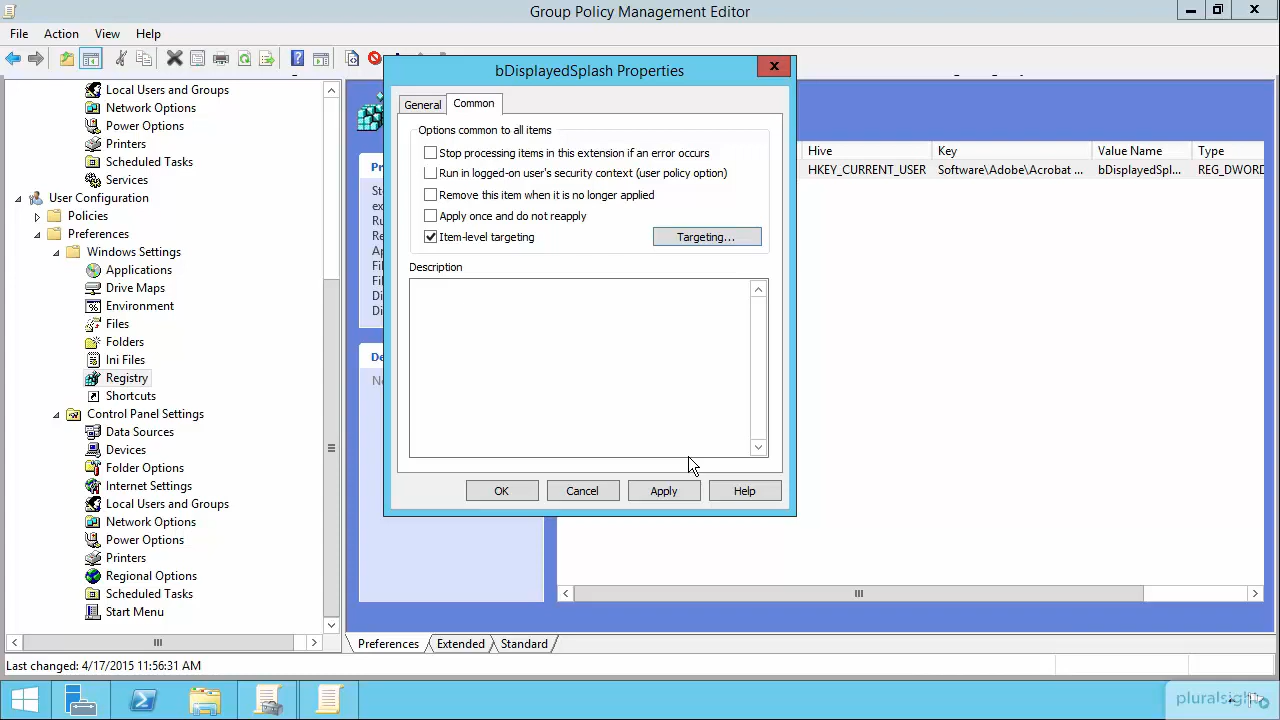 Group Policy Management Editor
File Action View Help
Local Users and Groups
Network Options
Power Options
Printers
Scheduled Tasks
Services
User Configuration
Policies
Preferences
Windows Settings
Applications
Drive Maps
Environment
Files
Folders
Ini Files
Registry
Shortcuts
Control Panel Settings
Data Sources
Devices
Folder Options
Internet Settings
Local Users and Groups
Network Options
Power Options
Printers
Regional Options
Scheduled Tasks
Start Menu
bDisplayedSplash Properties
General Common
Options common to all items
Stop processing items in this extension if an error occurs
Run in logged-on user's security context (user policy option)
Remove this item when it is no longer applied
Apply once and do not reapply
Item-level targeting Targeting...
Description
OK Cancel Apply Help
Hive Key Value Name Type
HKEY_CURRENT_USER Software\Adobe\Acrobat ... bDisplayedSpl... REG_DWORD
Preferences Extended Standard
Last changed: 4/17/2015 11:56:31 AM